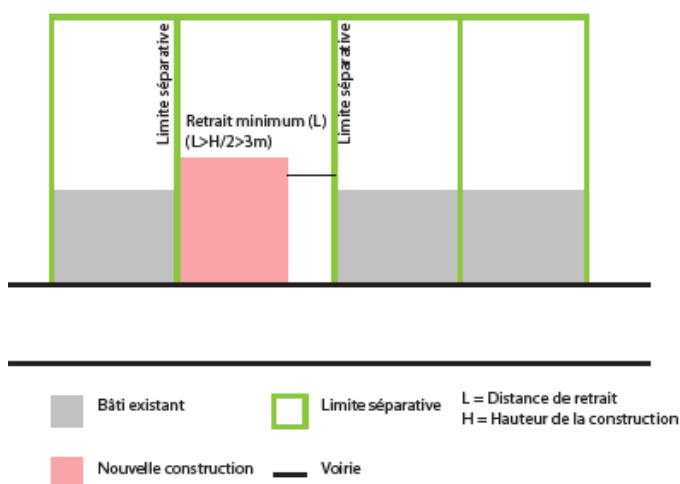 Limite séparative
Limite séparative
Retrait minimum (L)
(L>H/2>3m)
Bâti existant
Limite séparative
L = Distance de retrait
H = Hauteur de la construction
Nouvelle construction
Voirie